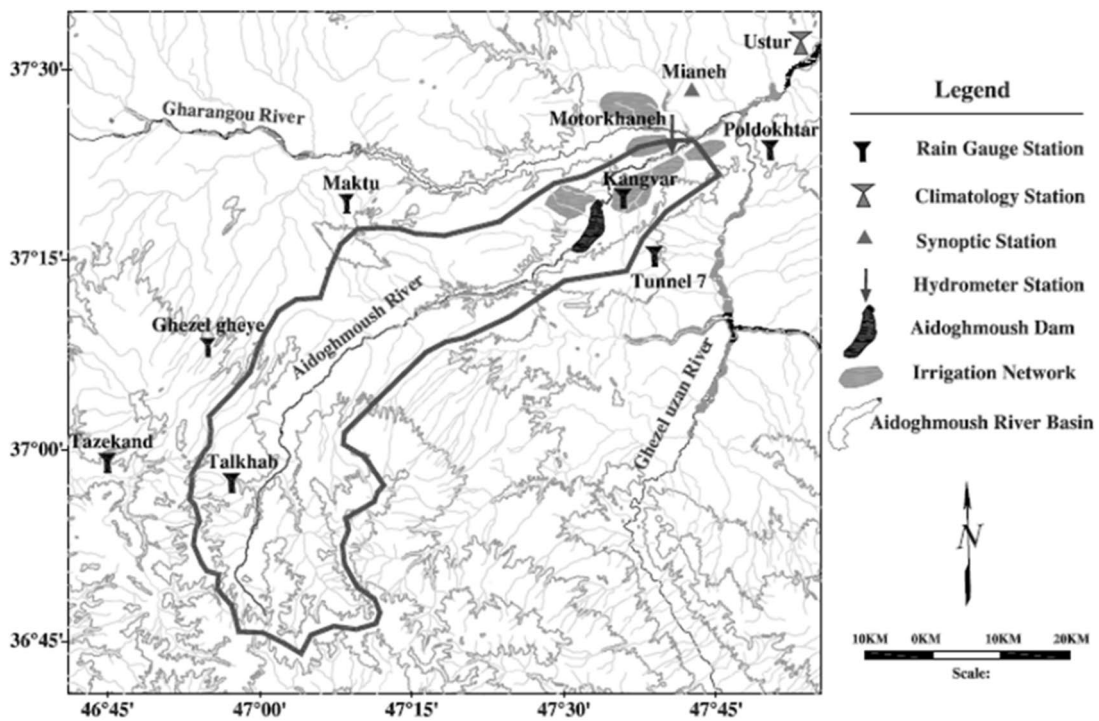 Ustur
37°30'
Mianeh
Gharangou River
Motorkhaneh
Poldokhtar
Maktu
Kangvar
37°15'
1500
Tunnel 7
Aidoghmoush River
Ghezel gheye
Ghezel uzan River
37°00'
Tazekand
Talkhab
36°45'
46°45'
47°00'
47°15'
47°30'
47°45'
Legend
Rain Gauge Station
Climatology Station
Synoptic Station
Hydrometer Station
Aidoghmoush Dam
Irrigation Network
Aidoghmoush River Basin
N
10KM 0KM 10KM 20KM
Scale: